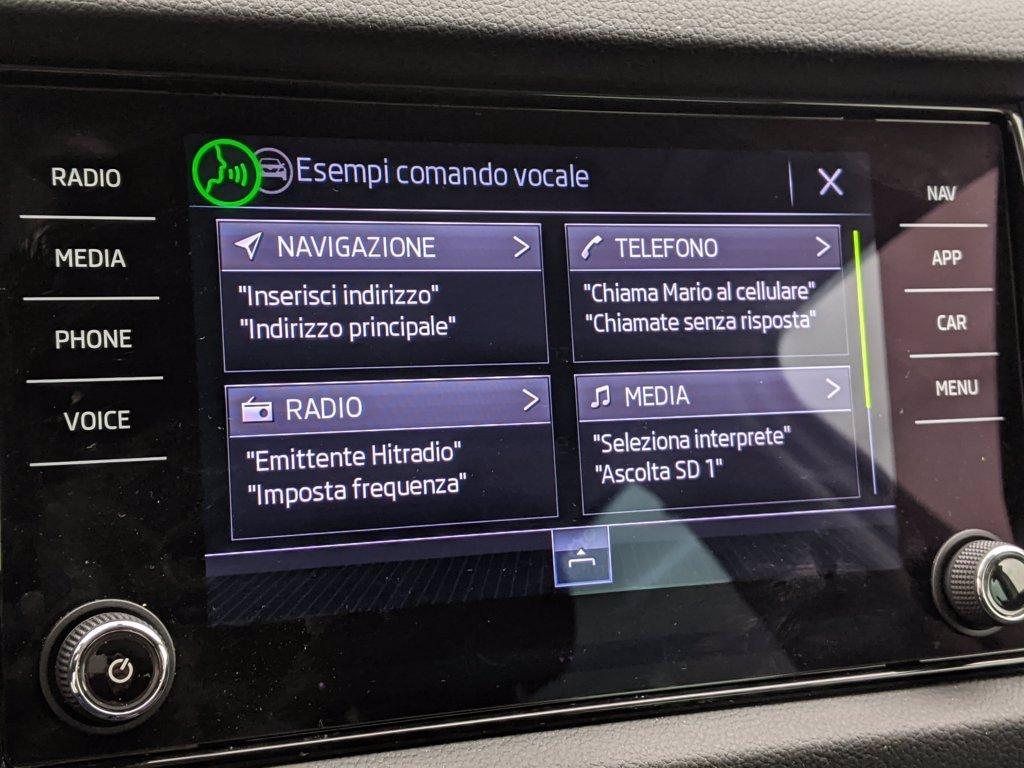 RADIO
MEDIA
PHONE
VOICE
Esempi comando vocale
NAVIGAZIONE
"Inserisci indirizzo"
"Indirizzo principale"
TELEFONO
"Chiama Mario al cellulare"
"Chiamate senza risposta"
RADIO
"Emittente Hitradio"
"Imposta frequenza"
MEDIA
"Seleziona interprete"
"Ascolta SD 1"
NAV
APP
CAR
MENU